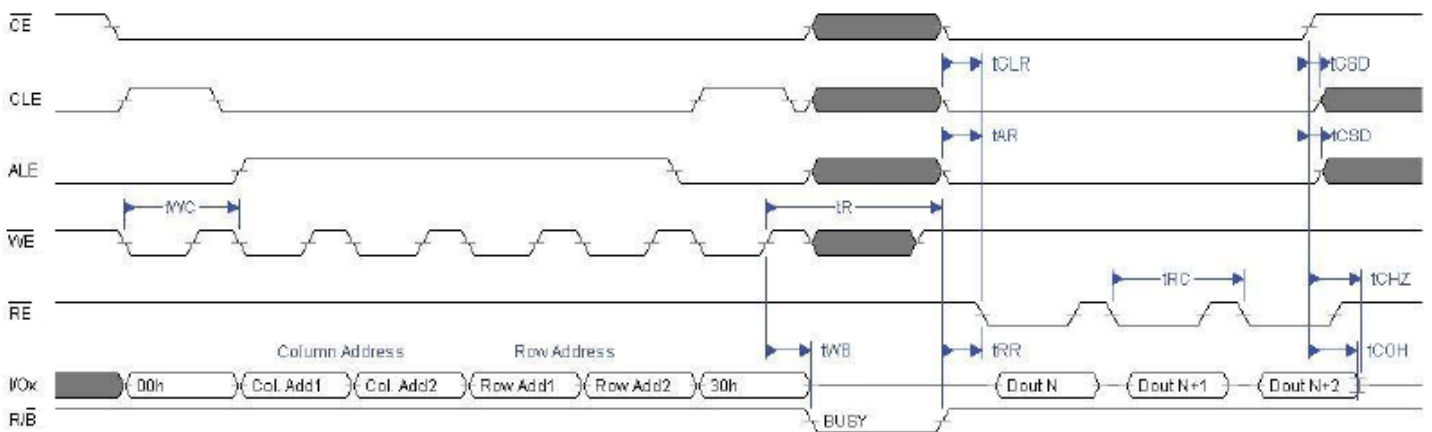 CE
tCLR
tCSD
CLE
tAR
tCSD
ALE
tWC
tR
WE
tRC
tCHZ
RE
Column Address
Row Address
tWB
tRR
tCOH
I/Ox
00h
Col. Add1
Col. Add2
Row Add1
Row Add2
30h
Dout N
Dout N+1
Dout N+2
R/B
BUSY